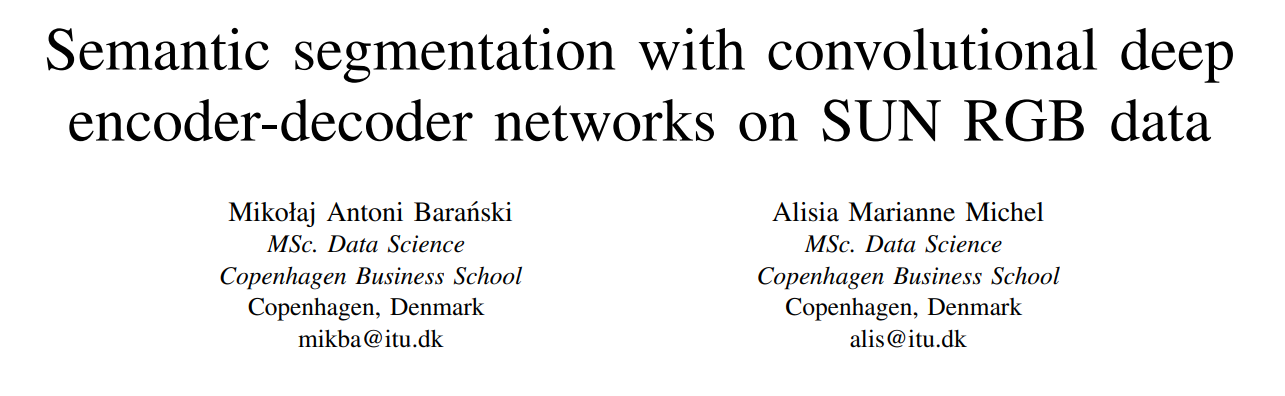 Semantic segmentation with convolutional deep
encoder-decoder networks on SUN RGB data
Mikołaj Antoni Barański
MSc. Data Science
Copenhagen Business School
Copenhagen, Denmark
mikba@itu.dk
Alisia Marianne Michel
MSc. Data Science
Copenhagen Business School
Copenhagen, Denmark
alis@itu.dk